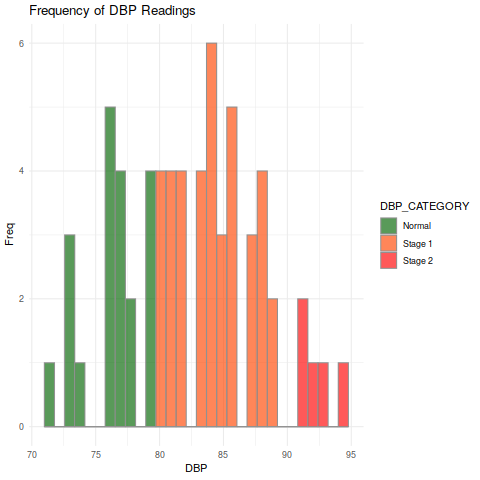 Frequency of DBP Readings
6
4
2
0
Freq
70 75 80 85 90 95
DBP
DBP_CATEGORY
Normal
Stage 1
Stage 2